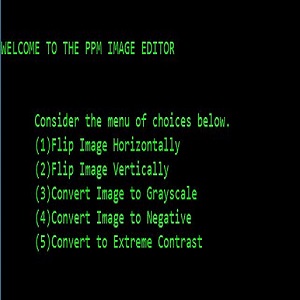 WELCOME TO THE PPM IMAGE EDITOR
Consider the menu of choices below.
(1)Flip Image Horizontally
(2)Flip Image Vertically
(3)Convert Image to Grayscale
(4)Convert Image to Negative
(5)Convert to Extreme Contrast